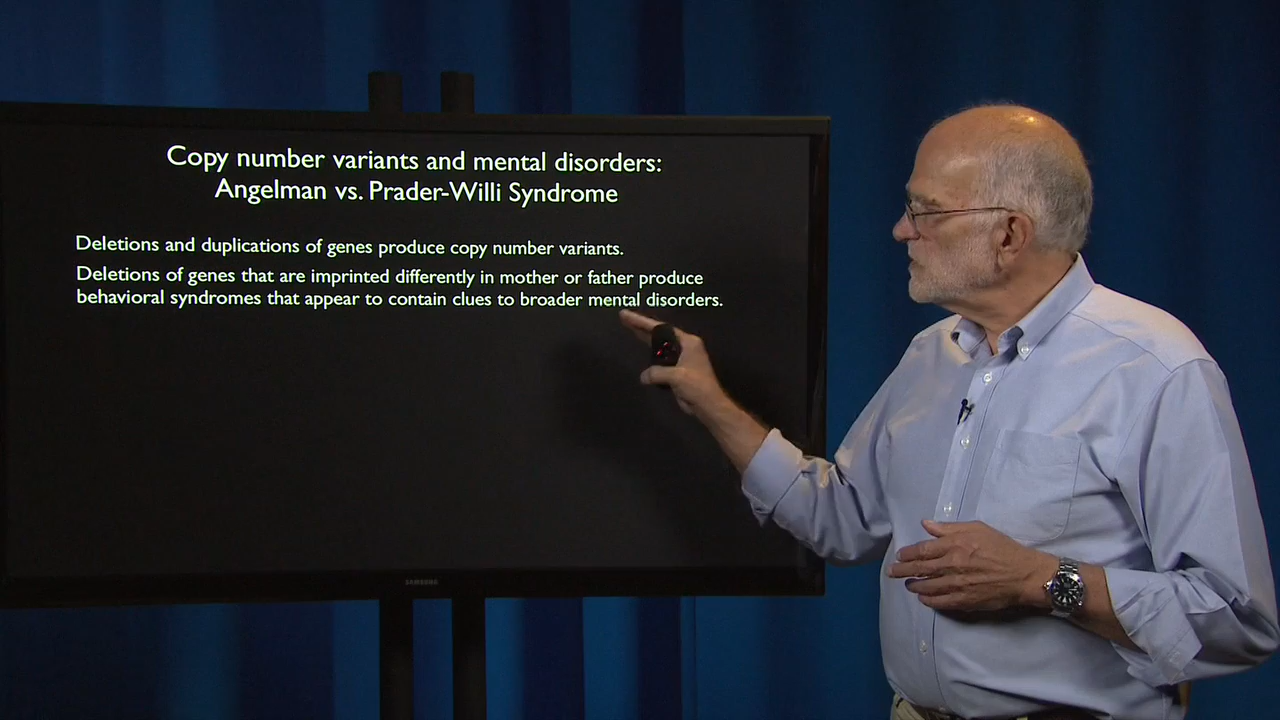 Copy number variants and mental disorders:
Angelman vs. Prader-Willi Syndrome
Deletions and duplications of genes produce copy number variants.
Deletions of genes that are imprinted differently in mother or father produce
behavioral syndromes that appear to contain clues to broader mental disorders.
SAMSUNG